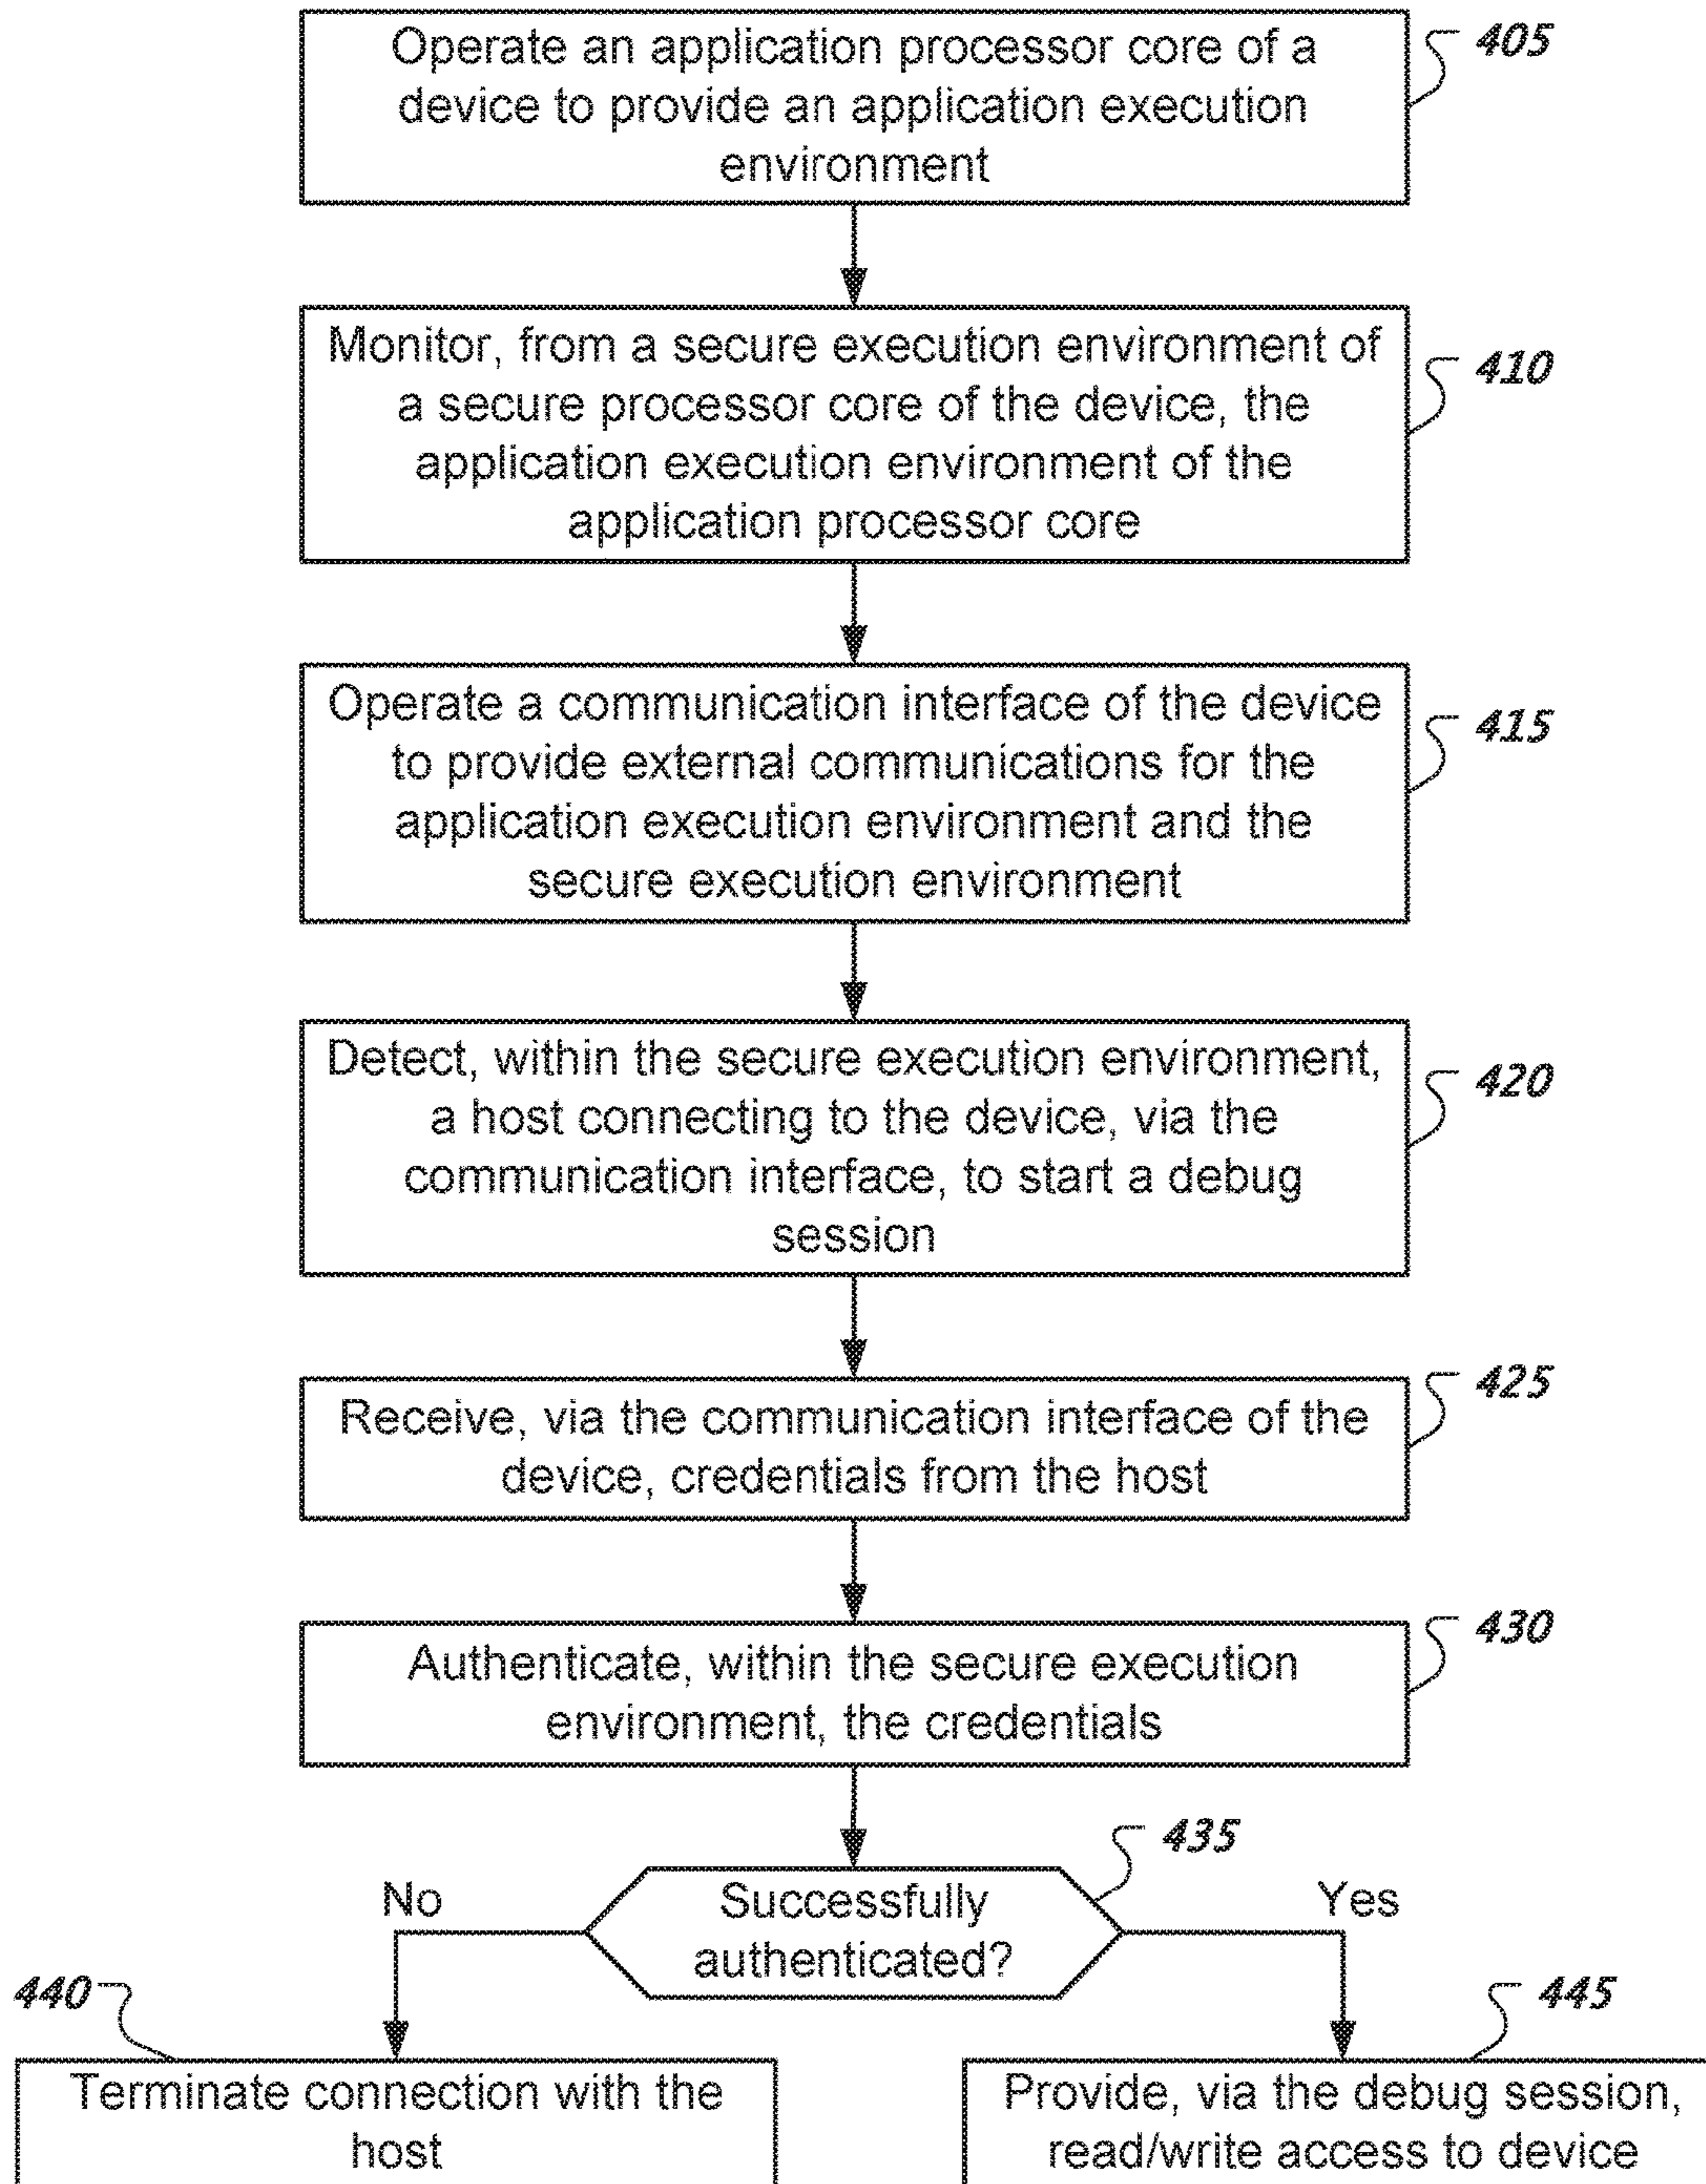 Operate an application processor core of a
device to provide an application execution
environment
405
Monitor, from a secure execution environment of
a secure processor core of the device, the
application execution environment of the
application processor core
410
Operate a communication interface of the device
to provide external communications for the
application execution environment and the
secure execution environment
415
Detect, within the secure execution environment,
a host connecting to the device, via the
communication interface, to start a debug
session
420
Receive, via the communication interface of the
device, credentials from the host
425
Authenticate, within the secure execution
environment, the credentials
430
Successfully
authenticated?
435
No
Yes
440
Terminate connection with the
host
445
Provide, via the debug session,
read/write access to device